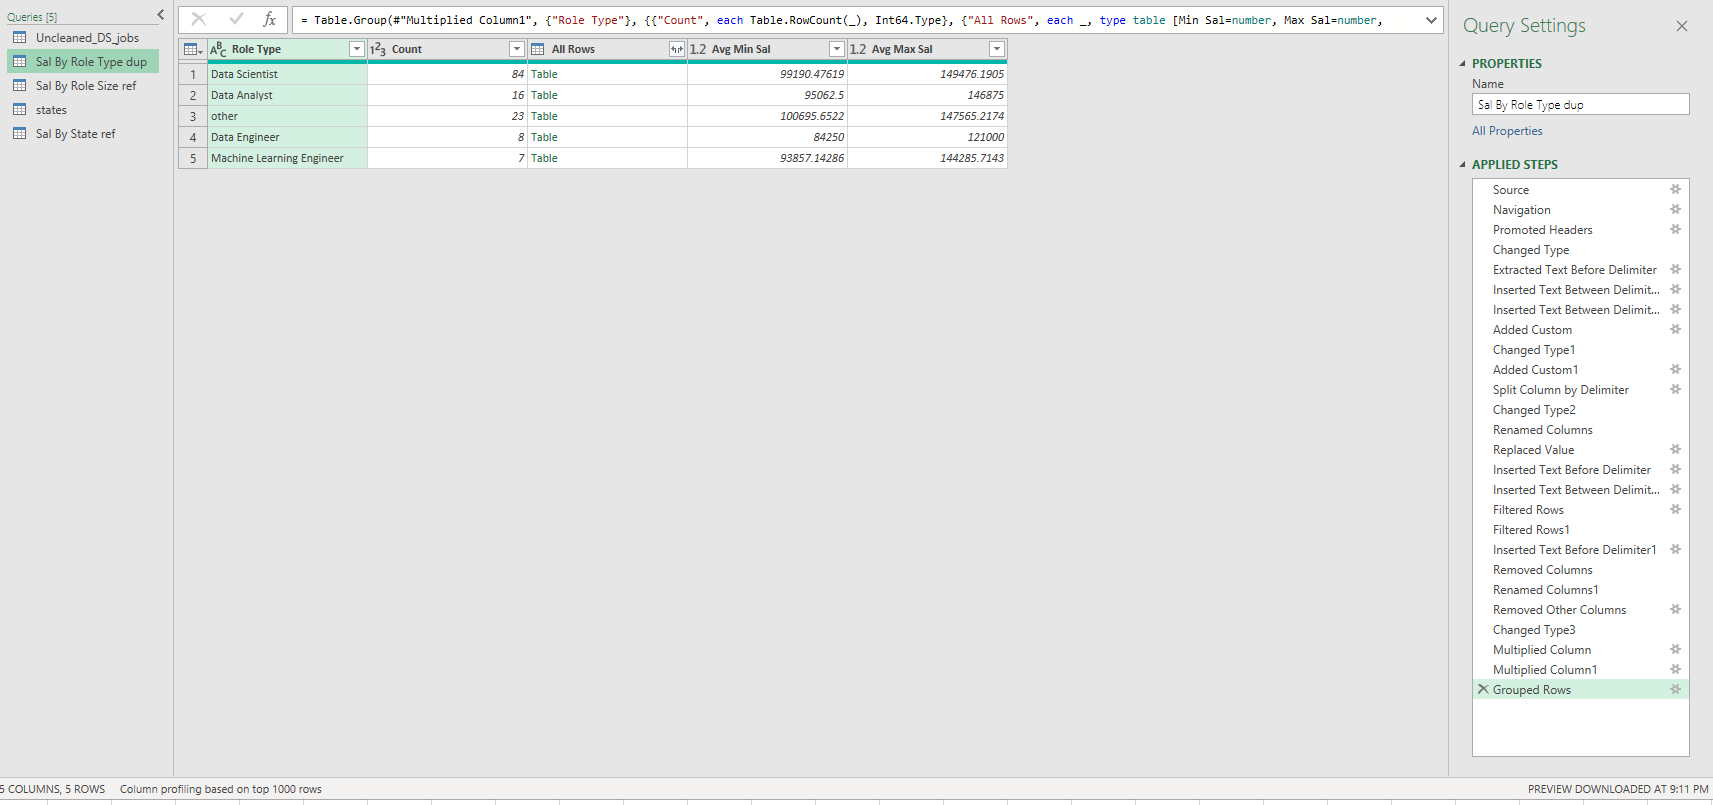 Queries [5]
Uncleaned_DS_jobs
Sal By Role Type dup
Sal By Role Size ref
states
Sal By State ref
fx
= Table.Group(#"Multiplied Column1", {"Role Type"}, {{"Count", each Table.RowCount(_), Int64.Type}, {"All Rows", each _, type table [Min Sal=number, Max Sal=number,
ABC Role Type 123 Count All Rows 1.2 Avg Min Sal 1.2 Avg Max Sal
1 Data Scientist 84 Table 99190.47619 149476.1905
2 Data Analyst 16 Table 95062.5 146875
3 other 23 Table 100695.6522 147565.2174
4 Data Engineer 8 Table 84250 121000
5 Machine Learning Engineer 7 Table 93857.14286 144285.7143
Query Settings
PROPERTIES
Name
Sal By Role Type dup
All Properties
APPLIED STEPS
Source
Navigation
Promoted Headers
Changed Type
Extracted Text Before Delimiter
Inserted Text Between Delimit...
Inserted Text Between Delimit...
Added Custom
Changed Type1
Added Custom1
Split Column by Delimiter
Changed Type2
Renamed Columns
Replaced Value
Inserted Text Before Delimiter
Inserted Text Between Delimit...
Filtered Rows
Filtered Rows1
Inserted Text Before Delimiter1
Removed Columns
Renamed Columns1
Removed Other Columns
Changed Type3
Multiplied Column
Multiplied Column1
Grouped Rows
5 COLUMNS, 5 ROWS Column profiling based on top 1000 rows
PREVIEW DOWNLOADED AT 9:11 PM